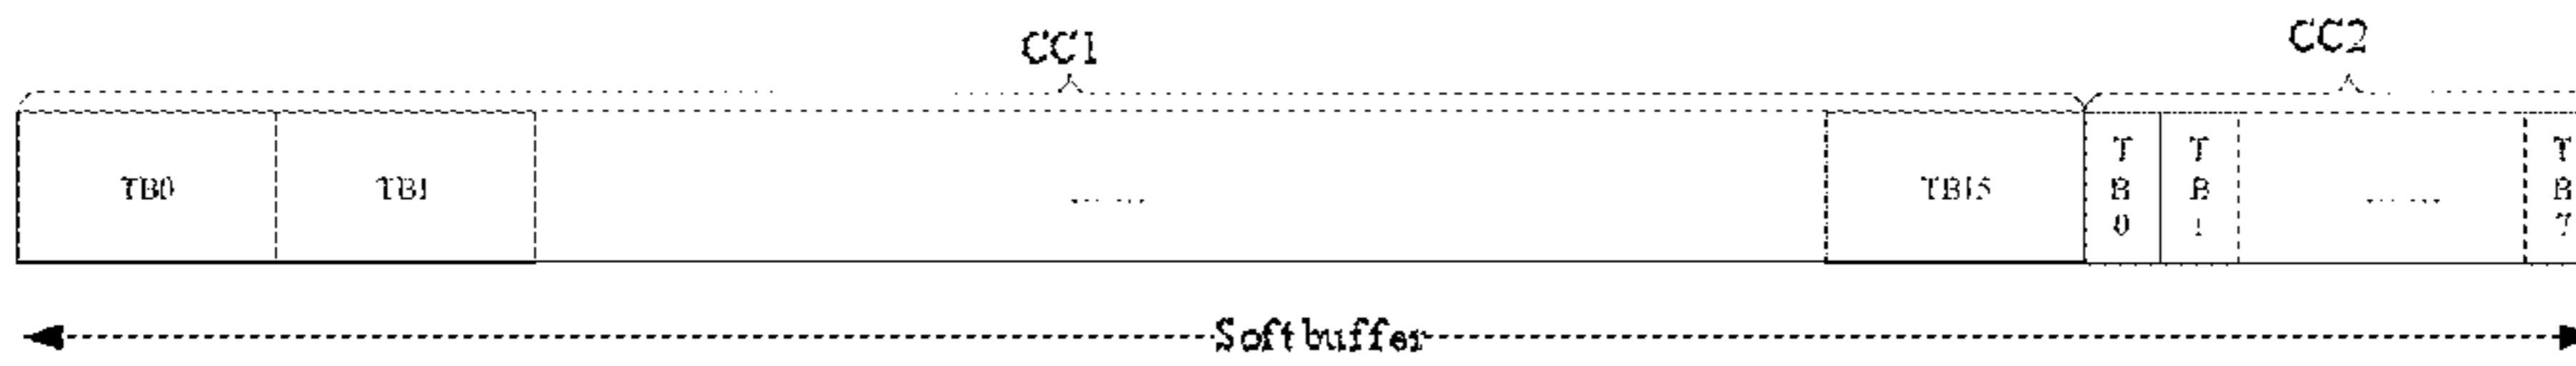 CC1
CC2
TB0
TB1
......
TB15
T
B
0
T
B
1
......
T
B
7
Soft buffer